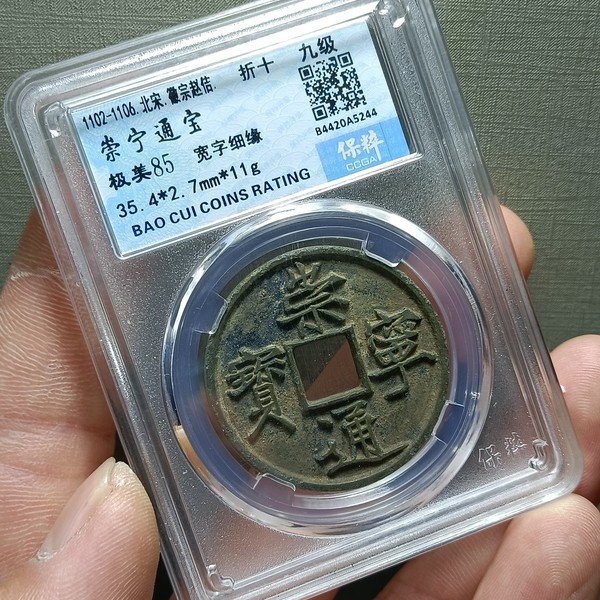 1102-1106.北宋.徽宗赵佶. 折十 九级
崇宁通宝
极美85 宽字细缘
35.4*2.7mm*11g
BAO CUI COINS RATING
B4420A5244
保粹
CCGA
崇
寧
通
寳
保粹